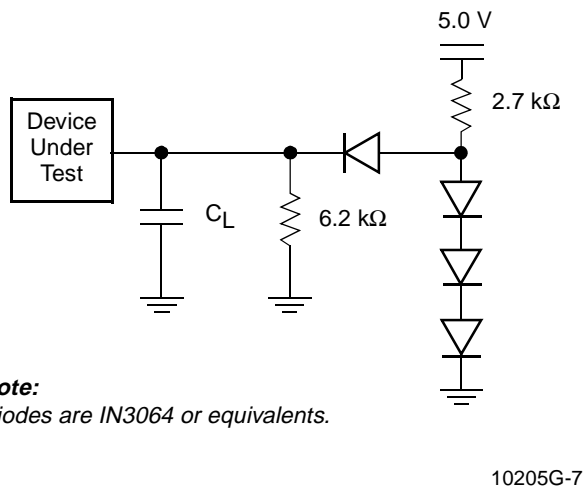 5.0 V
2.7 kΩ
Device
Under
Test
CL
6.2 kΩ
ote:
iodes are IN3064 or equivalents.
10205G-7